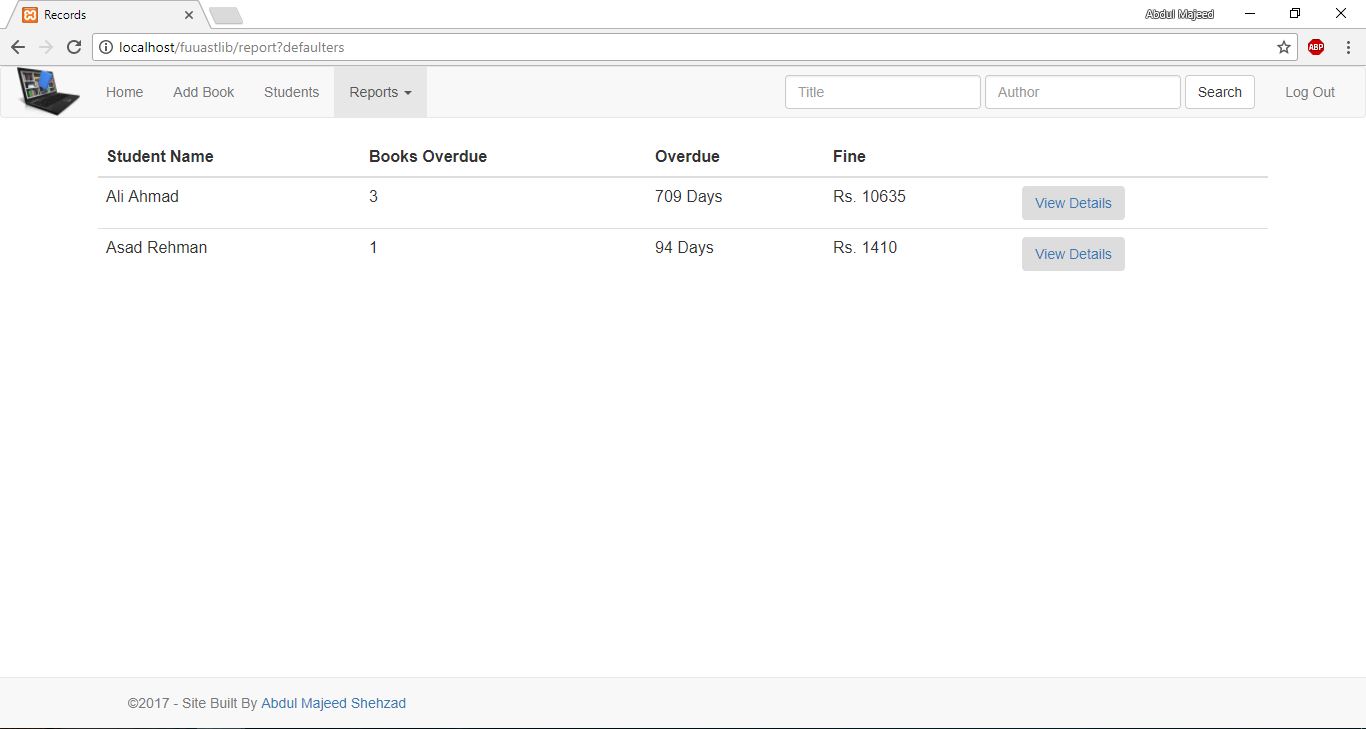 Records
Abdul Majeed
localhost/fuuastlib/report?defaulters
ABP
Home Add Book Students Reports Title Author Search Log Out
Student Name Books Overdue Overdue Fine
Ali Ahmad 3 709 Days Rs. 10635 View Details
Asad Rehman 1 94 Days Rs. 1410 View Details
©2017 - Site Built By Abdul Majeed Shehzad